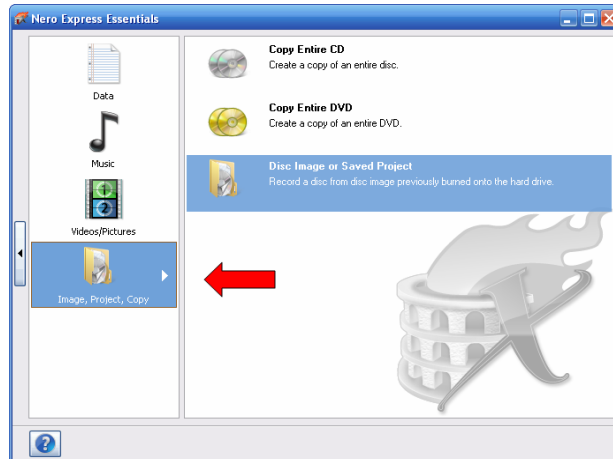 Nero Express Essentials
Data
Music
Videos/Pictures
Image, Project, Copy
Copy Entire CD
Create a copy of an entire disc.
Copy Entire DVD
Create a copy of an entire DVD.
Disc Image or Saved Project
Record a disc from disc image previously burned onto the hard drive.